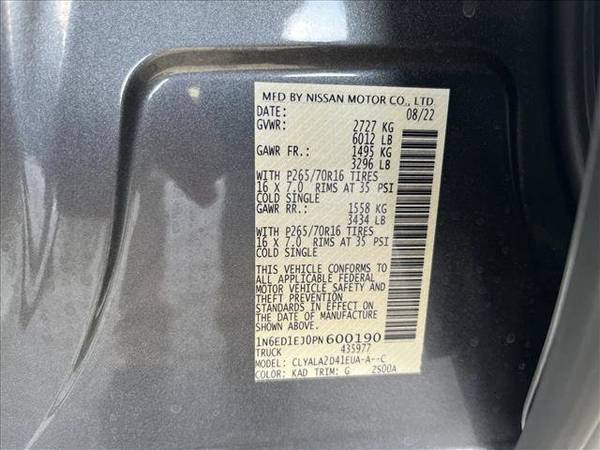 MFD BY NISSAN MOTOR CO., LTD.
DATE: 08/22
GVWR: 2727 KG
6012 LB
GAWR FR.: 1495 KG
3296 LB
WITH P265/70R16 TIRES
16 X 7.0 RIMS AT 35 PSI
COLD SINGLE
GAWR RR.: 1558 KG
3434 LB
WITH P265/70R16 TIRES
16 X 7.0 RIMS AT 35 PSI
COLD SINGLE
THIS VEHICLE CONFORMS TO
ALL APPLICABLE FEDERAL
MOTOR VEHICLE SAFETY AND
THEFT PREVENTION
STANDARDS IN EFFECT ON
THE DATE OF MANUFACTURE
SHOWN ABOVE.
1N6ED1EJ0PN600190
TRUCK 435977
MODEL: CLYALA2D41EUA-A--C
COLOR: KAD TRIM: G 2S00A